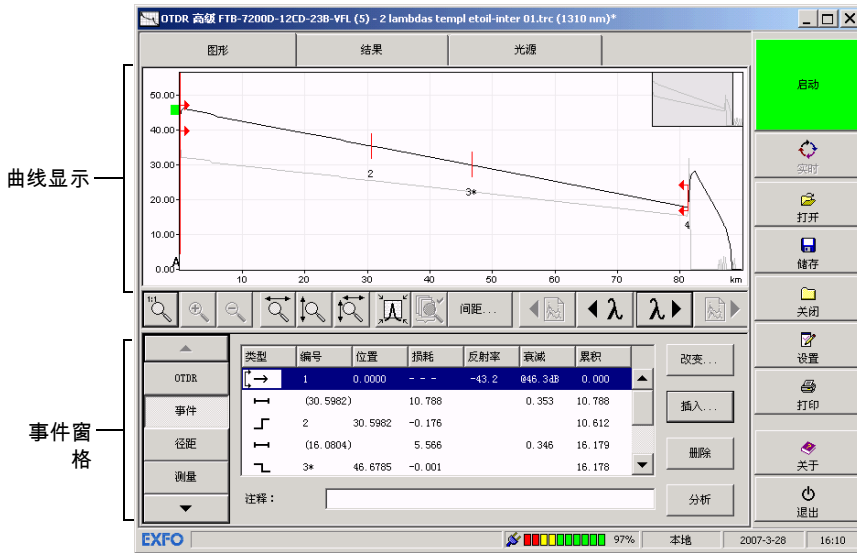 OTDR 高级 FTB-7200D-12CD-23B-VFL (5) - 2 lambdas templ etoil-inter 01.trc (1310 nm)*
图形 结果 光源
曲线显示
50.00
40.00
30.00
20.00
10.00
0.00
A
2
3*
4
10 20 30 40 50 60 70 80 km
1:1
间距...
λ
λ
事件窗
格
OTDR
事件
径距
测量
类型 编号 位置 损耗 反射率 衰减 累积
1 0.0000 --- -43.2 @46.3dB 0.000
(30.5982) 10.788 0.353 10.788
2 30.5982 -0.176 10.612
(16.0804) 5.566 0.346 16.179
3* 46.6785 -0.001 16.178
注释：
改变...
插入...
删除
分析
启动
实时
打开
储存
关闭
设置
打印
关于
退出
EXFO
97% 本地 2007-3-28 16:10